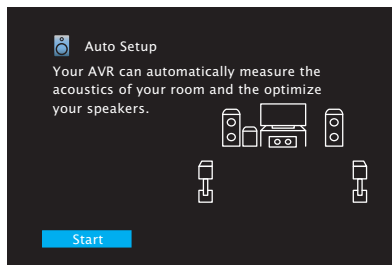 Auto Setup
Your AVR can automatically measure the
acoustics of your room and the optimize
your speakers.
Start